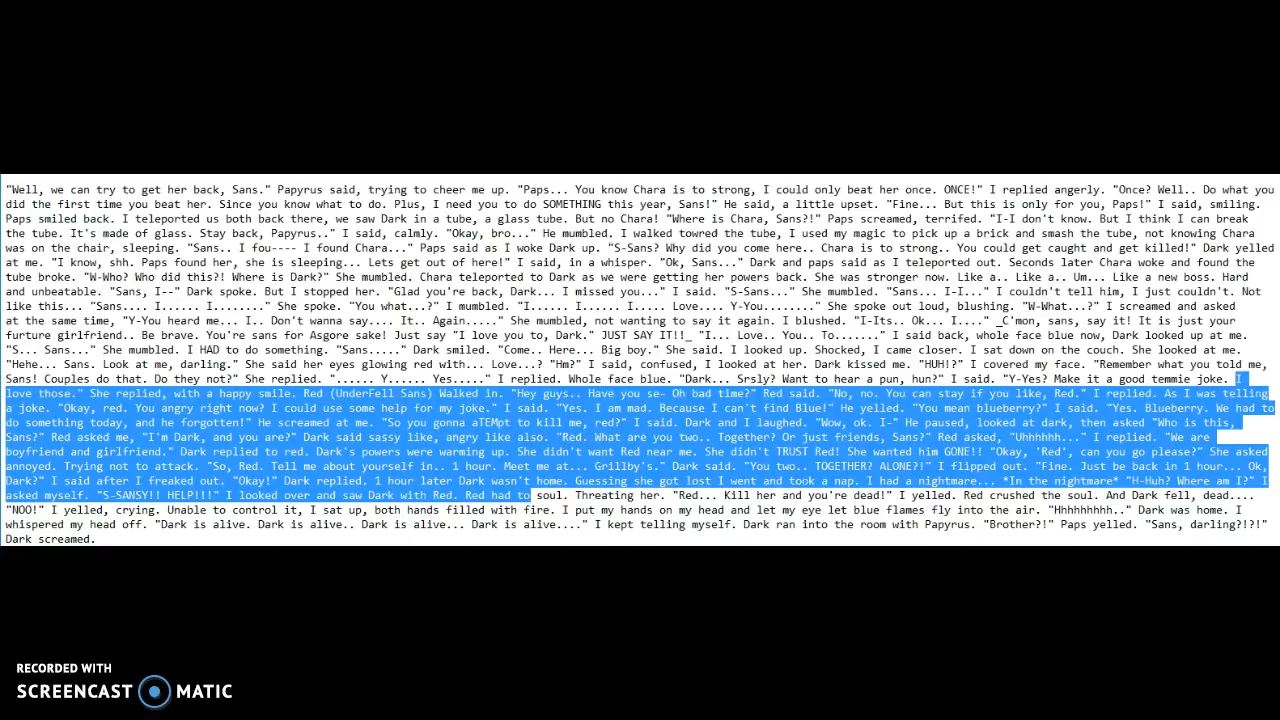 "Well, we can try to get her back, Sans." Papyrus said, trying to cheer me up. "Paps... You know Chara is to strong, I could only beat her once. ONCE!" I replied angerly. "Once? Well.. Do what you
did the first time you beat her. Since you know what to do. Plus, I need you to do SOMETHING this year, Sans!" He said, a little upset. "Fine... But this is only for you, Paps!" I said, smiling.
Paps smiled back. I teleported us both back there, we saw Dark in a tube, a glass tube. But no Chara! "Where is Chara, Sans?!" Paps screamed, terrifed. "I-I don't know. But I think I can break
the tube. It's made of glass. Stay back, Papyrus.." I said, calmly. "Okay, bro..." He mumbled. I walked towred the tube, I used my magic to pick up a brick and smash the tube, not knowing Chara
was on the chair, sleeping. "Sans.. I fou---- I found Chara..." Paps said as I woke Dark up. "S-Sans? Why did you come here.. Chara is to strong.. You could get caught and get killed!" Dark yelled
at me. "I know, shh. Paps found her, she is sleeping... Lets get out of here!" I said, in a whisper. "Ok, Sans..." Dark and paps said as I teleported out. Seconds later Chara woke and found the
tube broke. "W-Who? Who did this?! Where is Dark?" She mumbled. Chara teleported to Dark as we were getting her powers back. She was stronger now. Like a.. Like a.. Um... Like a new boss. Hard
and unbeatable. "Sans, I--" Dark spoke. But I stopped her. "Glad you're back, Dark... I missed you..." I said. "S-Sans..." She mumbled. "Sans... I-I..." I couldn't tell him, I just couldn't. Not
like this... "Sans.... I...... I........" She spoke. "You what...?" I mumbled. "I...... I...... I..... Love.... Y-You........" She spoke out loud, blushing. "W-What...?" I screamed and asked
at the same time, "Y-You heard me... I.. Don't wanna say.... It.. Again....." She mumbled, not wanting to say it again. I blushed. "I-Its.. Ok... I...." _C'mon, sans, say it! It is just your
furture girlfriend.. Be brave. You're sans for Asgore sake! Just say "I love you to, Dark." JUST SAY IT!!_ "I... Love.. You.. To......." I said back, whole face blue now, Dark looked up at me.
"S... Sans..." She mumbled. I HAD to do something. "Sans....." Dark smiled. "Come.. Here... Big boy." She said. I looked up. Shocked, I came closer. I sat down on the couch. She looked at me.
"Hehe... Sans. Look at me, darling." She said her eyes glowing red with... Love...? "Hm?" I said, confused, I looked at her. Dark kissed me. "HUH!?" I covered my face. "Remember what you told me,
Sans! Couples do that. Do they not?" She replied. "...... Y...... Yes....." I replied. Whole face blue. "Dark... Srsly? Want to hear a pun, hun?" I said. "Y-Yes? Make it a good temmie joke. I
love those." She replied, with a happy smile. Red (UnderFell Sans) Walked in. "Hey guys.. Have you se- Oh bad time?" Red said. "No, no. You can stay if you like, Red." I replied. As I was telling
a joke. "Okay, red. You angry right now? I could use some help for my joke." I said. "Yes. I am mad. Because I can't find Blue!" He yelled. "You mean blueberry?" I said. "Yes. Blueberry. We had to
do something today, and he forgotten!" He screamed at me. "So you gonna aTEMpt to kill me, red?" I said. Dark and I laughed. "Wow, ok. I-" He paused, looked at dark, then asked "Who is this,
Sans?" Red asked me, "I'm Dark, and you are?" Dark said sassy like, angry like also. "Red. What are you two.. Together? Or just friends, Sans?" Red asked, "Uhhhhhh..." I replied. "We are
boyfriend and girlfriend." Dark replied to red. Dark's powers were warming up. She didn't want Red near me. She didn't TRUST Red! She wanted him GONE!! "Okay, 'Red', can you go please?" She asked
annoyed. Trying not to attack. "So, Red. Tell me about yourself in.. 1 hour. Meet me at... Grillby's." Dark said. "You two.. TOGETHER? ALONE?!" I flipped out. "Fine. Just be back in 1 hour... Ok,
Dark?" I said after I freaked out. "Okay!" Dark replied. 1 hour later Dark wasn't home. Guessing she got lost I went and took a nap. I had a nightmare... *In the nightmare* "H-Huh? Where am I?" I
asked myself. "S-SANSY!! HELP!!!" I looked over and saw Dark with Red. Red had to soul. Threating her. "Red... Kill her and you're dead!" I yelled. Red crushed the soul. And Dark fell, dead....
"NOO!" I yelled, crying. Unable to control it, I sat up, both hands filled with fire. I put my hands on my head and let my eye let blue flames fly into the air. "Hhhhhhhhh.." Dark was home. I
whispered my head off. "Dark is alive. Dark is alive.. Dark is alive... Dark is alive...." I kept telling myself. Dark ran into the room with Papyrus. "Brother?!" Paps yelled. "Sans, darling?!?!"
Dark screamed.
RECORDED WITH
SCREENCAST MATIC